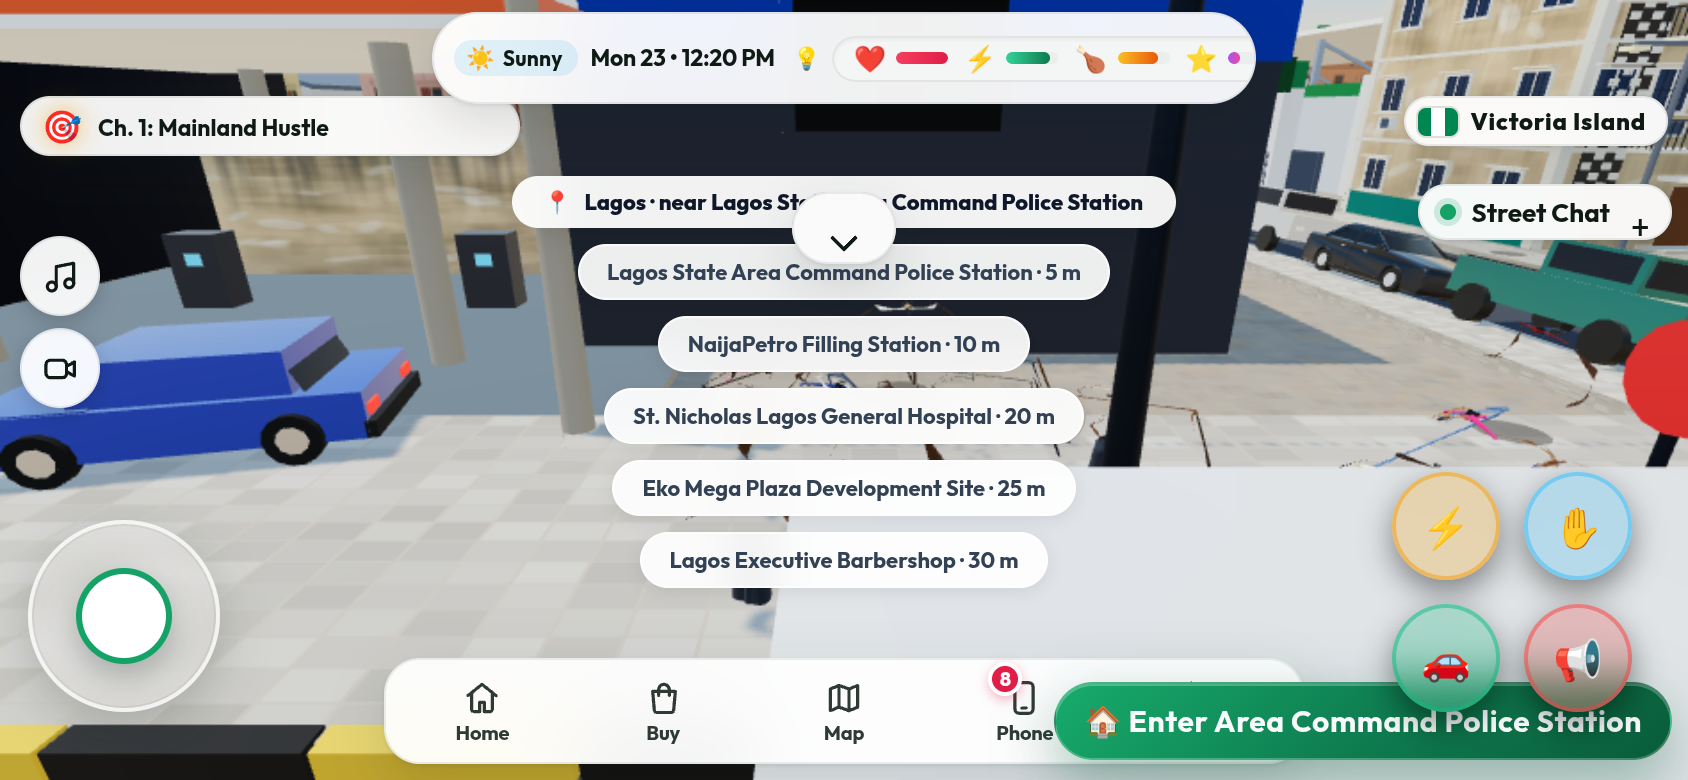 Sunny
Mon 23 • 12:20 PM
Ch. 1: Mainland Hustle
Victoria Island
Lagos · near Lagos Command Police Station
Street Chat
+
Lagos State Area Command Police Station · 5 m
NaijaPetro Filling Station · 10 m
St. Nicholas Lagos General Hospital · 20 m
Eko Mega Plaza Development Site · 25 m
Lagos Executive Barbershop · 30 m
8
Home
Buy
Map
Phone
Enter Area Command Police Station